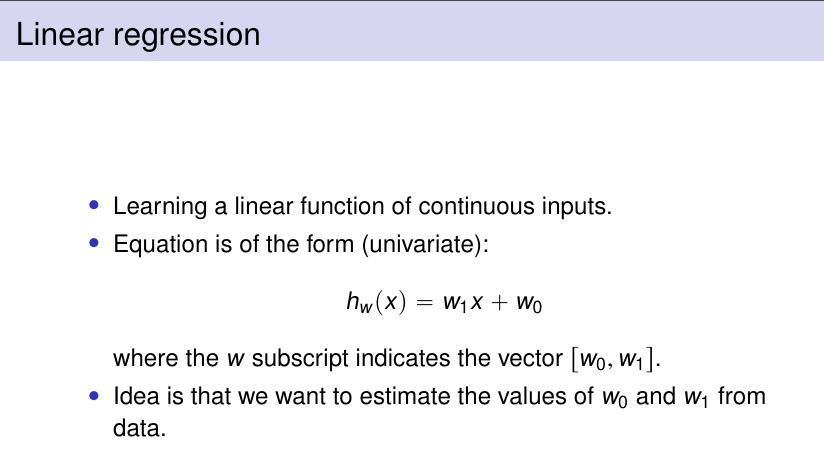 Linear regression
• Learning a linear function of continuous inputs.
• Equation is of the form (univariate):
h_w(x) = w_1x + w_0
where the w subscript indicates the vector [w_0, w_1].
• Idea is that we want to estimate the values of w_0 and w_1 from
data.